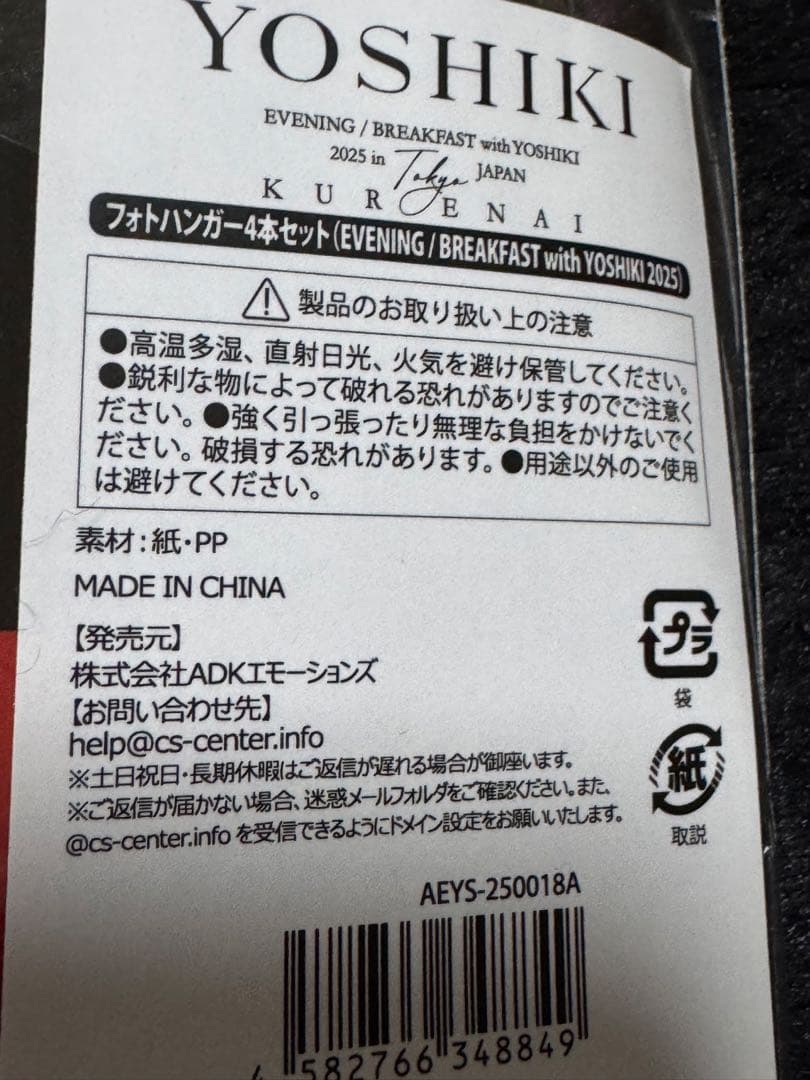 YOSHIKI
EVENING / BREAKFAST with YOSHIKI
2025 in Tokyo JAPAN
KURENAI
フォトハンガー4本セット(EVENING / BREAKFAST with YOSHIKI 2025)
製品のお取り扱い上の注意
●高温多湿、直射日光、火気を避け保管してください。
●鋭利な物によって破れる恐れがありますのでご注意く
ださい。●強く引っ張ったり無理な負担をかけないでく
ださい。破損する恐れがあります。●用途以外のご使用
は避けてください。
素材:紙・PP
MADE IN CHINA
【発売元】
株式会社ADKエモーションズ
【お問い合わせ先】
help@cs-center.info
※土日祝日・長期休暇はご返信が遅れる場合が御座います。
※ご返信が届かない場合、迷惑メールフォルダをご確認ください。また、
@cs-center.info を受信できるようにドメイン設定をお願いいたします。
プラ
袋
紙
取説
AEYS-250018A
4 582766 348849